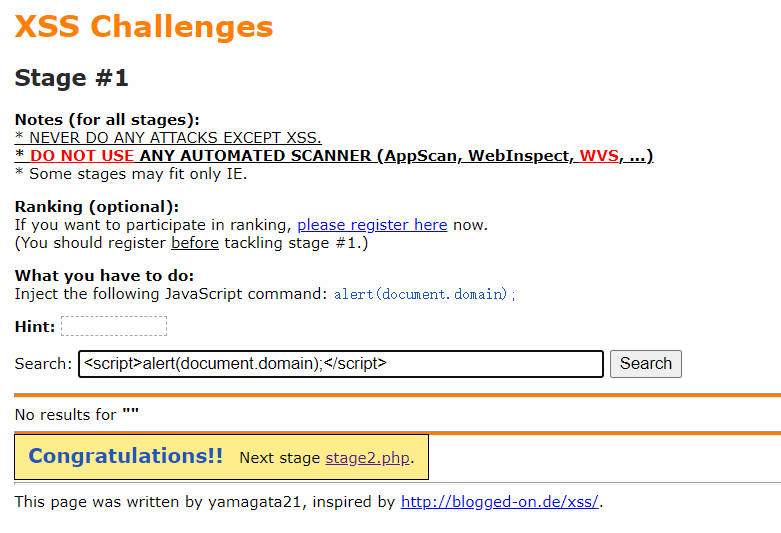 XSS Challenges
Stage #1
Notes (for all stages):
* NEVER DO ANY ATTACKS EXCEPT XSS.
* DO NOT USE ANY AUTOMATED SCANNER (AppScan, WebInspect, WVS, ...)
* Some stages may fit only IE.
Ranking (optional):
If you want to participate in ranking, please register here now.
(You should register before tackling stage #1.)
What you have to do:
Inject the following JavaScript command: alert(document.domain);
Hint:
Search: <script>alert(document.domain);</script> Search
No results for ""
Congratulations!! Next stage stage2.php.
This page was written by yamagata21, inspired by http://blogged-on.de/xss/.